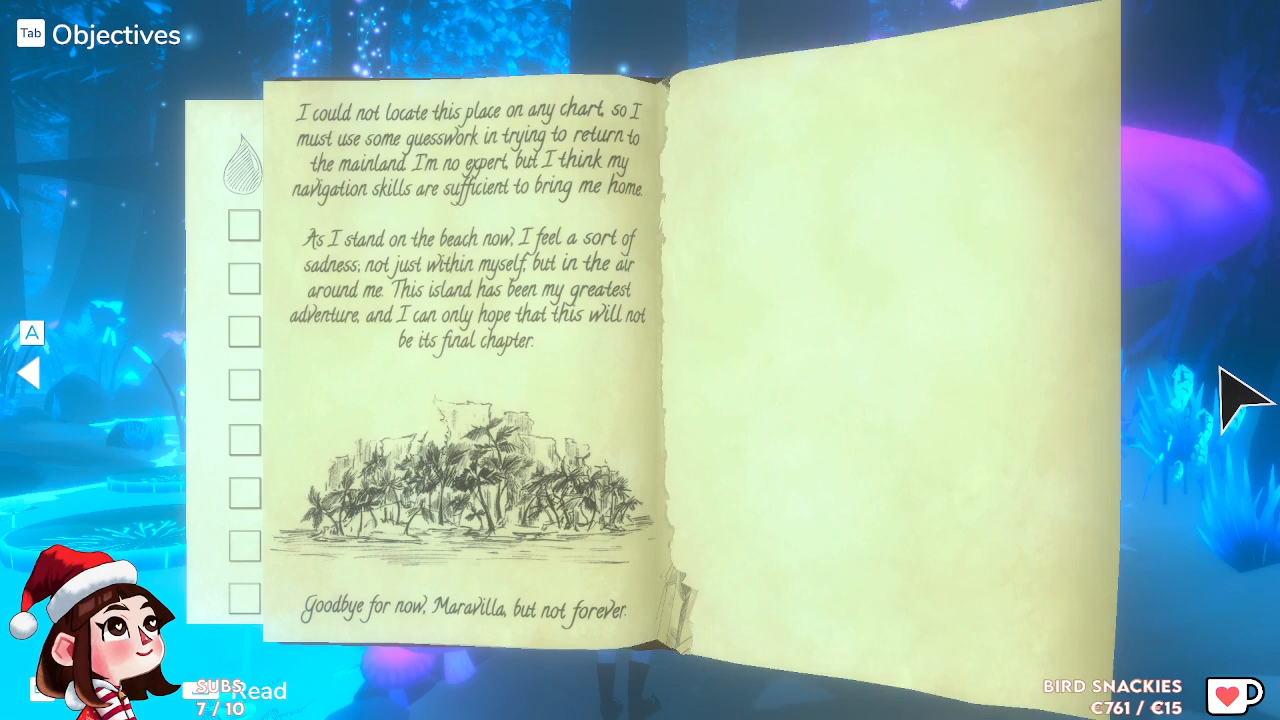 Tab Objectives
I could not locate this place on any chart, so I
must use some guesswork in trying to return to
the mainland. I'm no expert, but I think my
navigation skills are sufficient to bring me home.
As I stand on the beach now, I feel a sort of
sadness; not just within myself, but in the air
around me. This island has been my greatest
adventure, and I can only hope that this will not
be its final chapter.
A
Goodbye for now, Maravilla, but not forever.
Read
SUBS
7 / 10
BIRD SNACKIES
€761 / €15